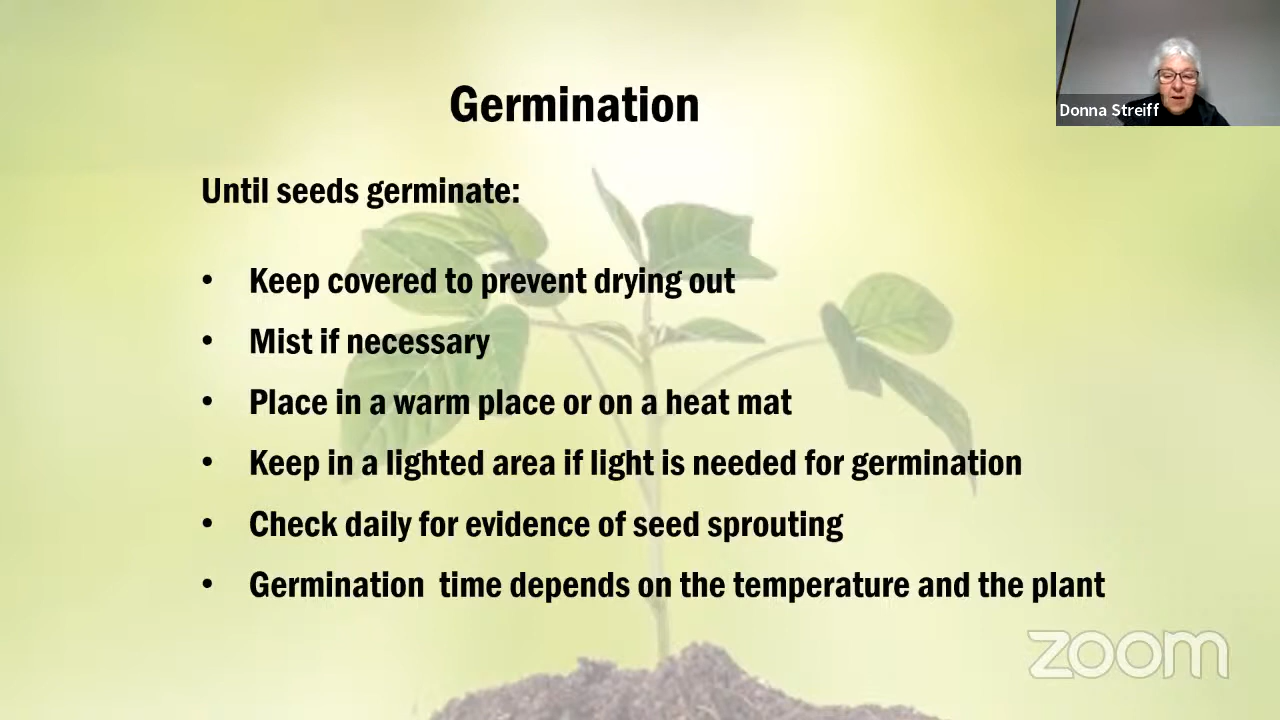 Germination
Donna Streiff
Until seeds germinate:
• Keep covered to prevent drying out
• Mist if necessary
• Place in a warm place or on a heat mat
• Keep in a lighted area if light is needed for germination
• Check daily for evidence of seed sprouting
• Germination  time depends on the temperature and the plant
zoom